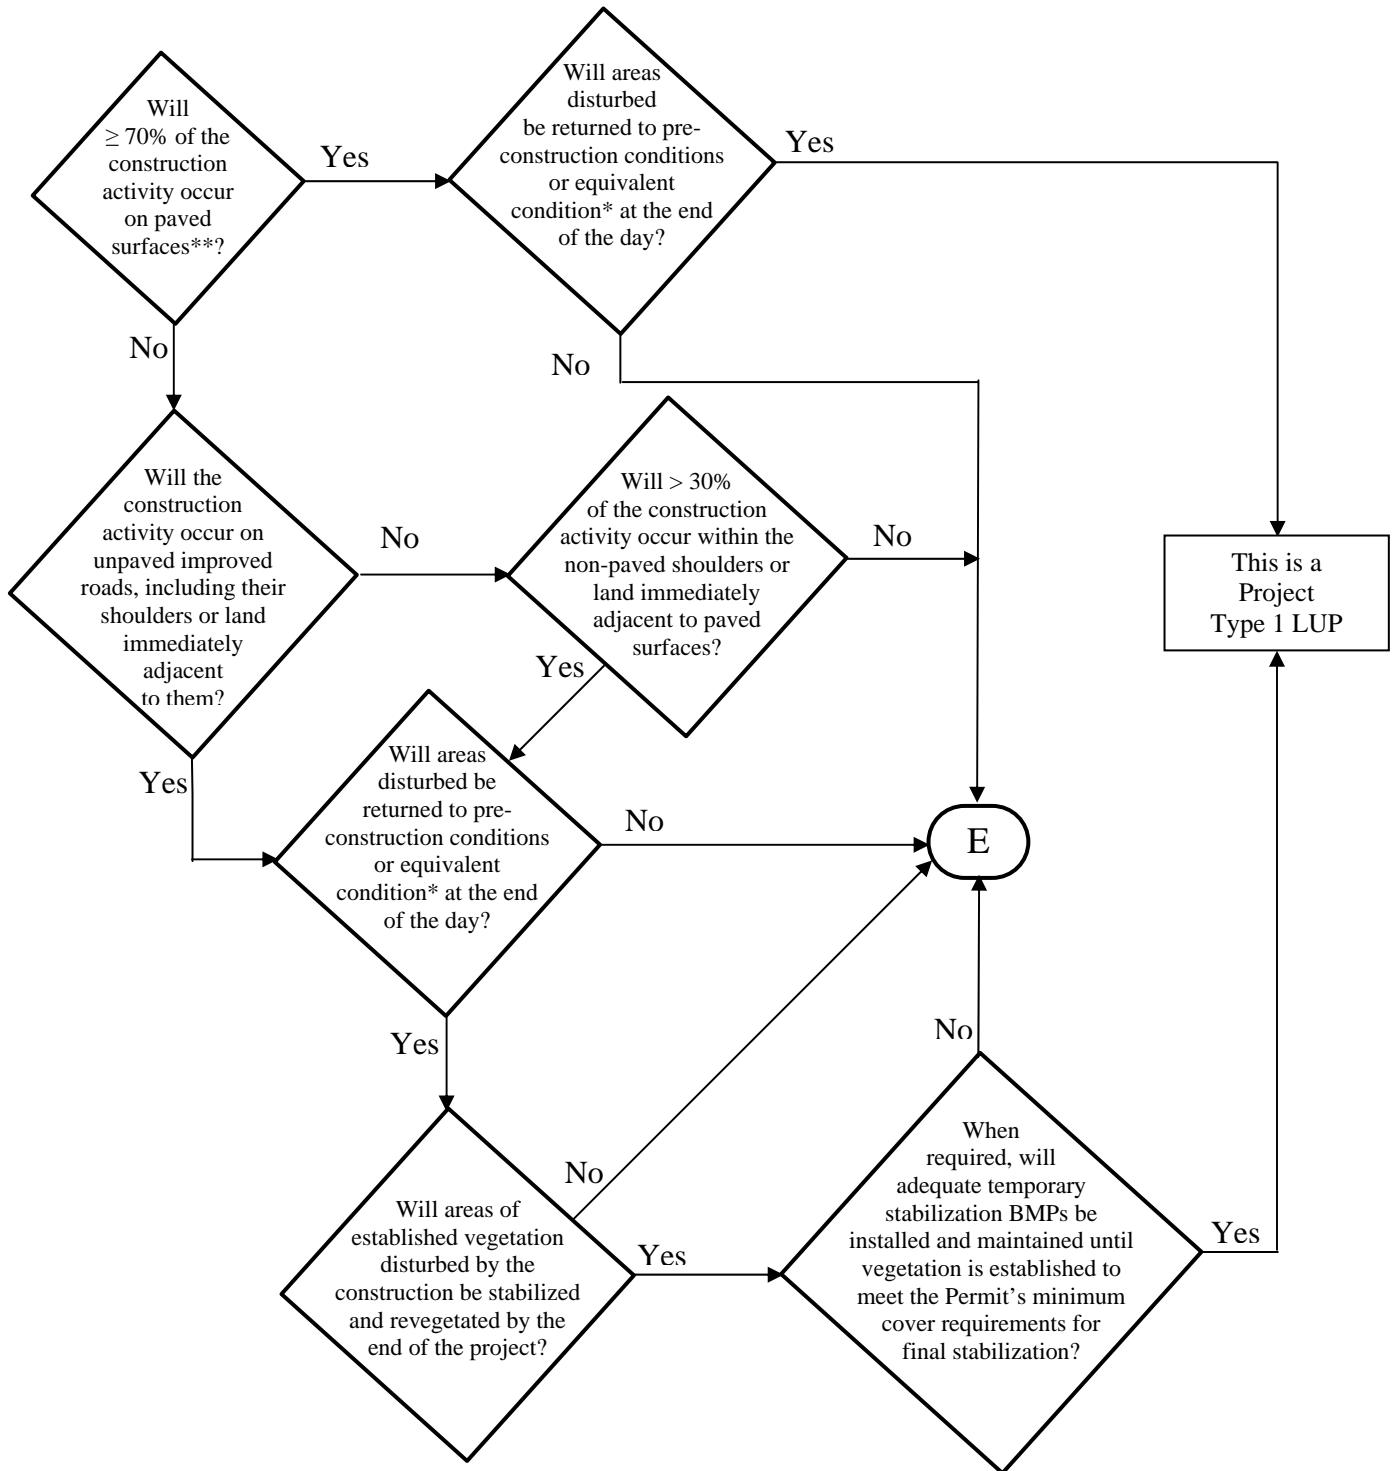 Will
≥ 70% of the
construction
activity occur
on paved
surfaces**?
Yes
Will areas
disturbed
be returned to pre-
construction conditions
or equivalent
condition* at the end
of the day?
Yes
No
No
Will the
construction
activity occur on
unpaved improved
roads, including their
shoulders or land
immediately
adjacent
to them?
No
Will > 30%
of the construction
activity occur within the
non-paved shoulders or
land immediately
adjacent to paved
surfaces?
No
This is a
Project
Type 1 LUP
Yes
Yes
Will areas
disturbed be
returned to pre-
construction conditions
or equivalent
condition* at the end
of the day?
No
E
Yes
No
No
Will areas of
established vegetation
disturbed by the
construction be stabilized
and revegetated by the
end of the project?
Yes
When
required, will
adequate temporary
stabilization BMPs be
installed and maintained until
vegetation is established to
meet the Permit’s minimum
cover requirements for
final stabilization?
Yes